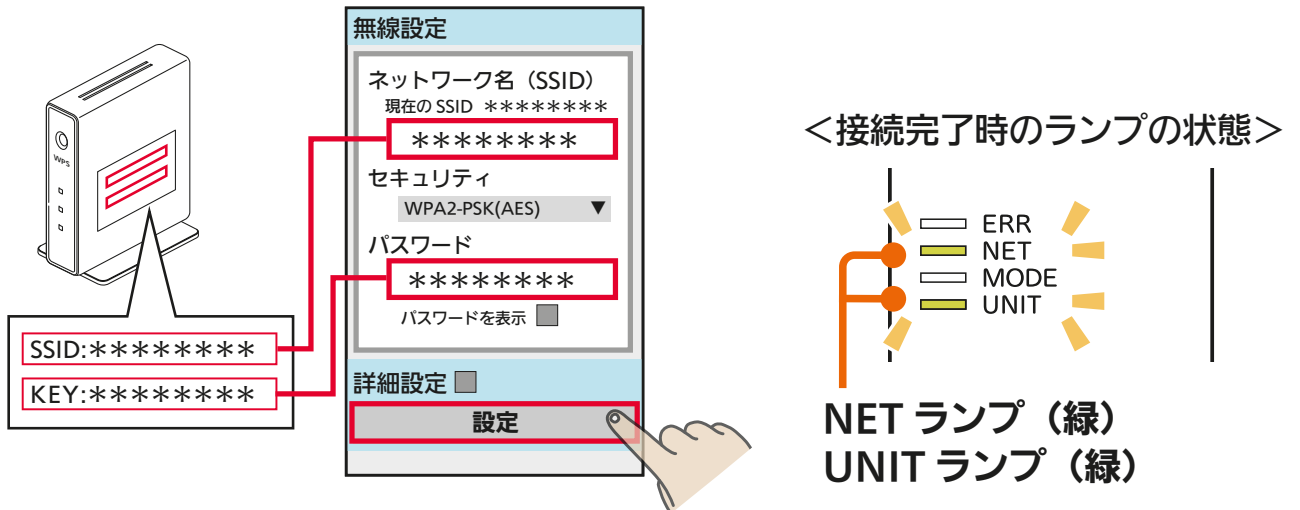 WPS
SSID:********
KEY:********
無線設定
ネットワーク名（SSID）
現在の SSID ********
********
セキュリティ
WPA2-PSK(AES) ▼
パスワード
********
パスワードを表示
詳細設定
設定
＜接続完了時のランプの状態＞
ERR
NET
MODE
UNIT
NET ランプ（緑）
UNIT ランプ（緑）